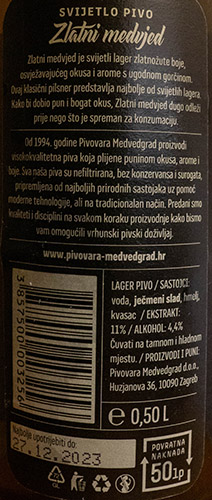 SVIJETLO PIVO
Zlatni medvjed
Zlatni medvjed je svijetli lager zlatnožute boje,
osvježavajućeg okusa i arome s ugodnom gorčinom.
Ovaj klasični pilsner predstavlja najbolje od svijetlih lagera.
Kako bi dobio pun i bogat okus, Zlatni medvjed dugo odleži
prije nego što je spreman za konzumaciju.
Od 1994. godine Pivovara Medvedgrad proizvodi
visokokvalitetna piva koja plijene puninom okusa, arome i
boje. Sva naša piva su nefiltrirana, bez konzervansa i surogata,
pripremljena od najboljih prirodnih sastojaka uz pomoć
moderne tehnologije, ali na tradicionalan način. Predani smo
kvaliteti i disciplini na svakom koraku proizvodnje kako bismo
vam omogućili vrhunski pivski doživljaj.
www.pivovara-medvedgrad.hr
LAGER PIVO / SASTOJCI:
voda, ječmeni slad, hmelj,
kvasac / EKSTRAKT:
11% / ALKOHOL: 4,4%
Čuvati na tamnom i hladnom
mjestu. / PROIZVODI I PUNI:
Pivovara Medvedgrad d.o.o.,
Huzjanova 36, 10090 Zagreb
3857500003256
e 0,50 L
Najbolje upotrijebiti do:
27.12.2023
POVRATNA
NAKNADA
50lp